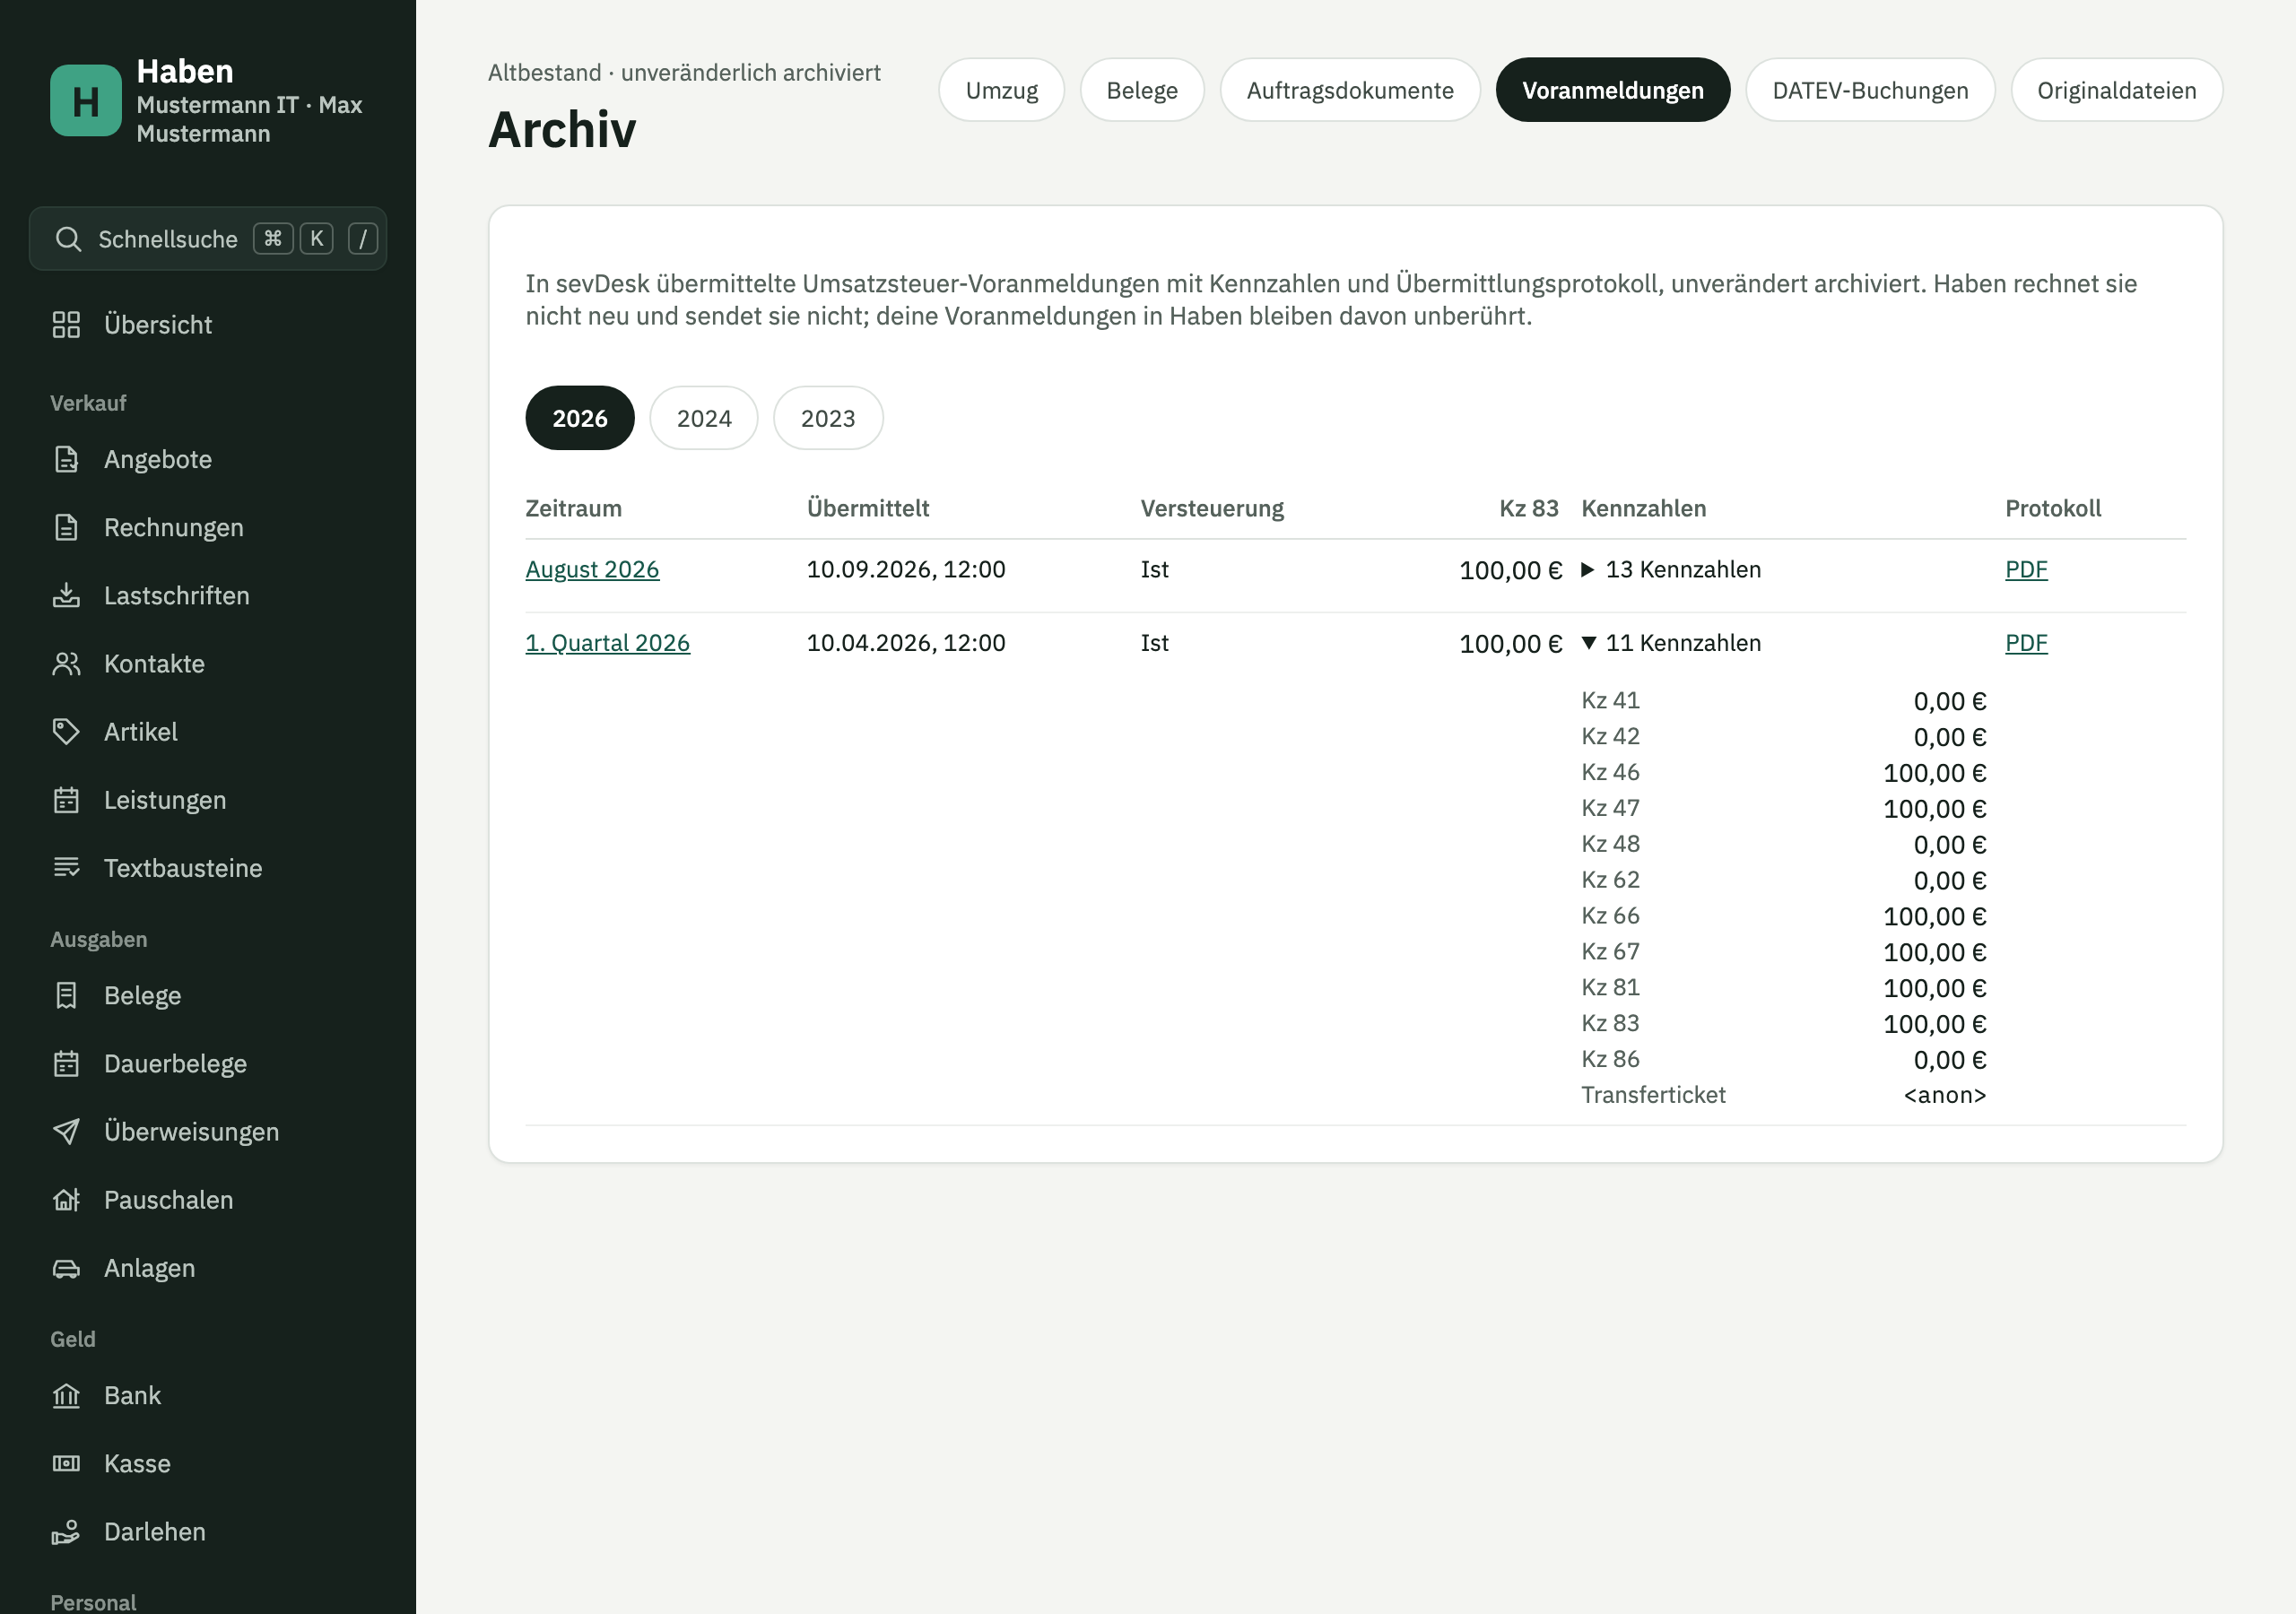 H
Haben
Mustermann IT · Max
Mustermann
Schnellsuche ⌘ K /
Übersicht
Verkauf
Angebote
Rechnungen
Lastschriften
Kontakte
Artikel
Leistungen
Textbausteine
Ausgaben
Belege
Dauerbelege
Überweisungen
Pauschalen
Anlagen
Geld
Bank
Kasse
Darlehen
Personal
Altbestand · unveränderlich archiviert
Archiv
Umzug Belege Auftragsdokumente Voranmeldungen DATEV-Buchungen Originaldateien
In sevDesk übermittelte Umsatzsteuer-Voranmeldungen mit Kennzahlen und Übermittlungsprotokoll, unverändert archiviert. Haben rechnet sie
nicht neu und sendet sie nicht; deine Voranmeldungen in Haben bleiben davon unberührt.
2026 2024 2023
Zeitraum Übermittelt Versteuerung Kz 83 Kennzahlen Protokoll
August 2026 10.09.2026, 12:00 Ist 100,00 € ▶ 13 Kennzahlen PDF
1. Quartal 2026 10.04.2026, 12:00 Ist 100,00 € ▼ 11 Kennzahlen PDF
Kz 41 0,00 €
Kz 42 0,00 €
Kz 46 100,00 €
Kz 47 100,00 €
Kz 48 0,00 €
Kz 62 0,00 €
Kz 66 100,00 €
Kz 67 100,00 €
Kz 81 100,00 €
Kz 83 100,00 €
Kz 86 0,00 €
Transferticket <anon>